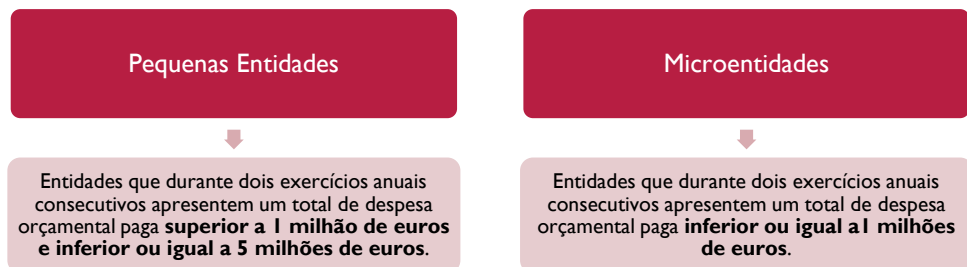 Pequenas Entidades
Entidades que durante dois exercícios anuais
consecutivos apresentem um total de despesa
orçamental paga superior a 1 milhão de euros
e inferior ou igual a 5 milhões de euros.
Microentidades
Entidades que durante dois exercícios anuais
consecutivos apresentem um total de despesa
orçamental paga inferior ou igual a1 milhões
de euros.